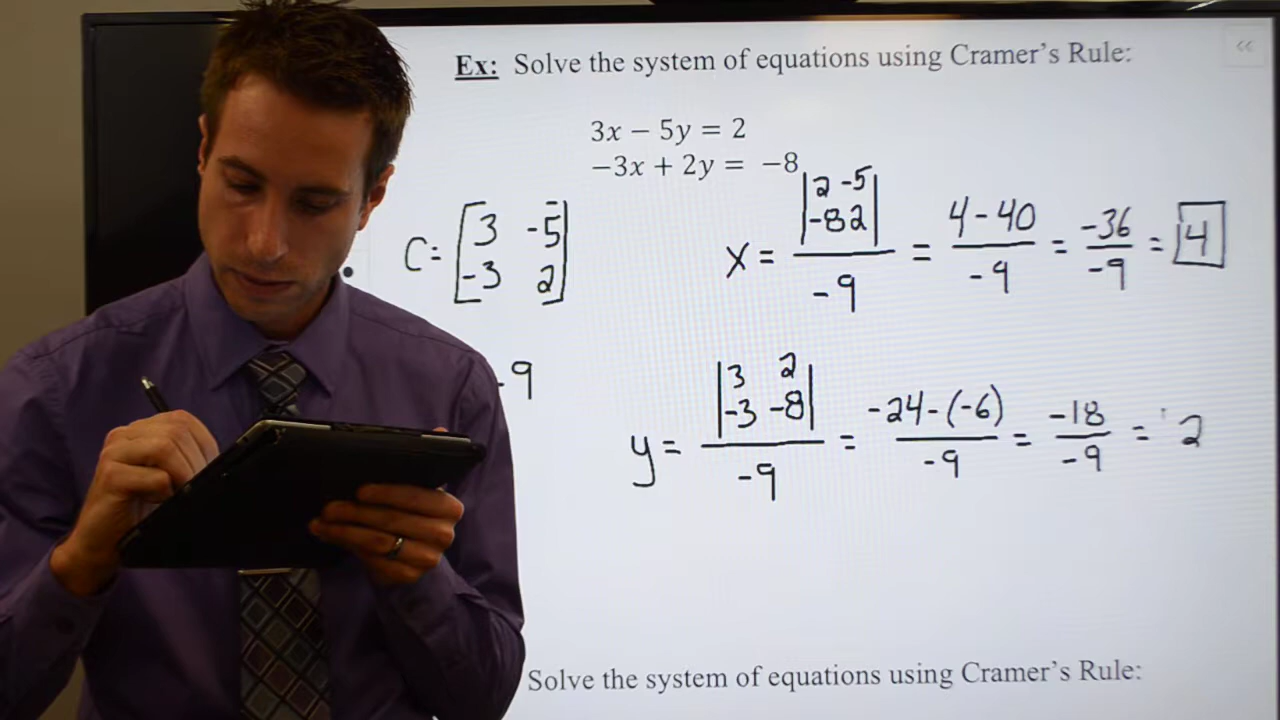 Ex: Solve the system of equations using Cramer's Rule:
3x − 5y = 2
−3x + 2y = −8
C = [3 -5
-3 2]
-9
x = |2 -5
-8 2| / -9 = 4 - 40 / -9 = -36 / -9 = 4
y = |3 2
-3 -8| / -9 = -24 - (-6) / -9 = -18 / -9 = 2
Solve the system of equations using Cramer's Rule: